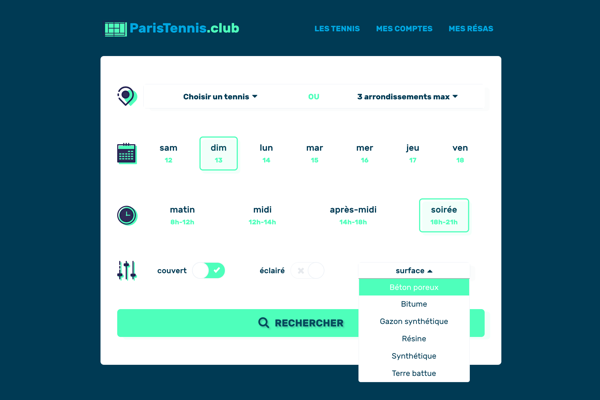 ParisTennis.club LES TENNIS MES COMPTES MES RÉSAS
Choisir un tennis OU 3 arrondissements max
sam dim lun mar mer jeu ven
12 13 14 15 16 17 18
matin midi après-midi soirée
8h-12h 12h-14h 14h-18h 18h-21h
couvert éclairé surface
Béton poreux
Bitume
Gazon synthétique
RECHERCHER
Résine
Synthétique
Terre battue